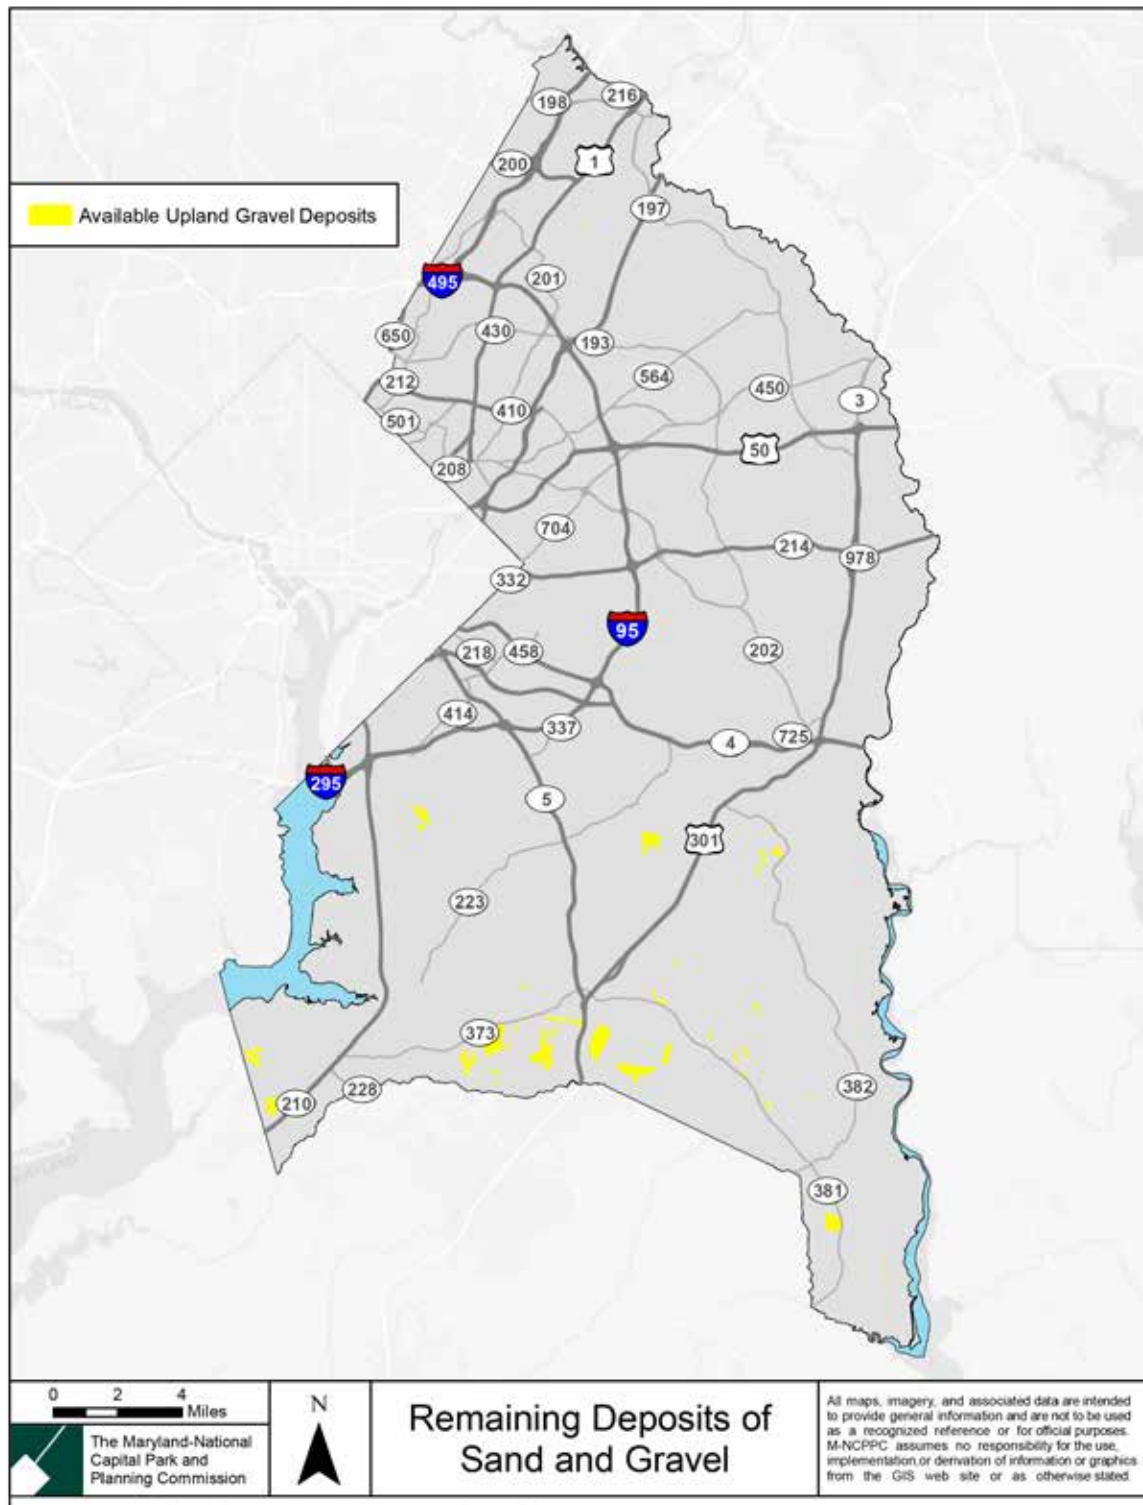 198
216
200
1
197
Available Upland Gravel Deposits
495
201
650
430
193
212
564
450
3
501
410
50
208
704
214
978
332
95
218
458
202
414
337
4
725
295
5
301
223
373
382
210
228
381
0 2 4
Miles
The Maryland-National
Capital Park and
Planning Commission
N
Remaining Deposits of
Sand and Gravel
All maps, imagery, and associated data are intended
to provide general information and are not to be used
as a recognized reference or for official purposes.
M-NCPPC assumes no responsibility for the use,
implementation,or derivation of information or graphics
from the GIS web site or as otherwise stated.